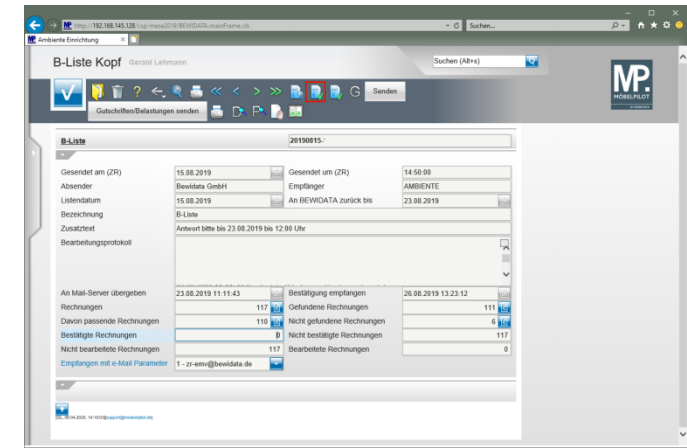 http://192.168.145.128/csp/mase2019/BEWIDATA.mainFrame.cls
Suchen...
Ambiente Einrichtung
B-Liste Kopf Gerald Lehmann
Suchen (Alt+s)
G Senden
Gutschriften/Belastungen senden
MP.
MÖBELPILOT
B-Liste 20190815.-
Gesendet am (ZR) 15.08.2019 Gesendet um (ZR) 14:50:00
Absender Bewidata GmbH Empfänger AMBIENTE
Listendatum 15.08.2019 An BEWIDATA zurück bis 23.08.2019
Bezeichnung B-Liste
Zusatztext Antwort bitte bis 23.08.2019 bis 12:00 Uhr
Bearbeitungsprotokoll
An Mail-Server übergeben 23.08.2019 11:11:43 Bestätigung empfangen 26.08.2019 13:23:12
Rechnungen 117 Gefundene Rechnungen 111
Davon passende Rechnungen 110 Nicht gefundene Rechnungen 6
Bestätigte Rechnungen 0 Nicht bestätigte Rechnungen 117
Nicht bearbeitete Rechnungen 117 Bearbeitete Rechnungen 0
Empfangen mit e-Mail Parameter 1 - zr-emv@bewidata.de